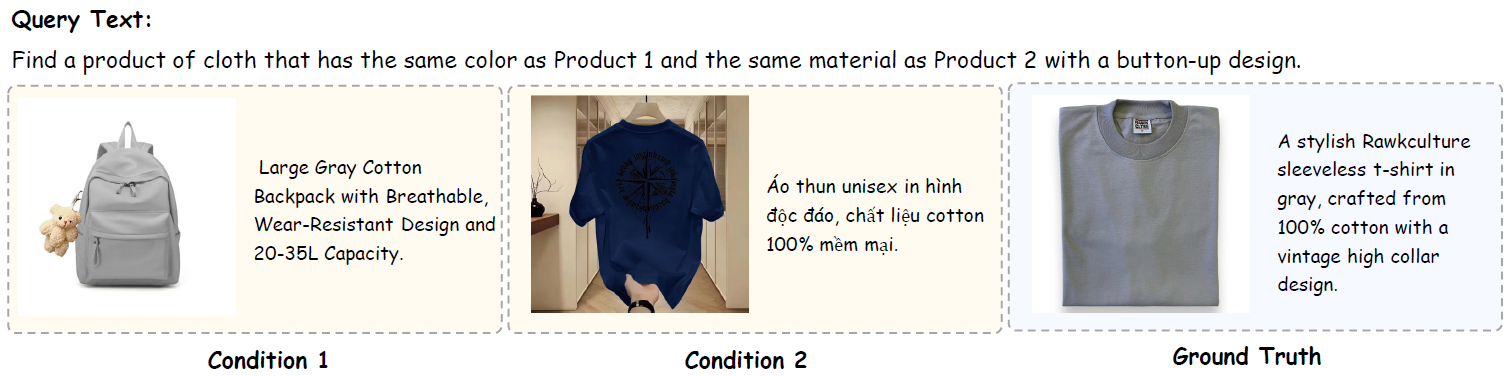 Query Text:
Find a product of cloth that has the same color as Product 1 and the same material as Product 2 with a button-up design.
Large Gray Cotton
Backpack with Breathable,
Wear-Resistant Design and
20-35L Capacity.
Condition 1
Áo thun unisex in hình
độc đáo, chất liệu cotton
100% mềm mại.
Condition 2
A stylish Rawkculture
sleeveless t-shirt in
gray, crafted from
100% cotton with a
vintage high collar
design.
Ground Truth